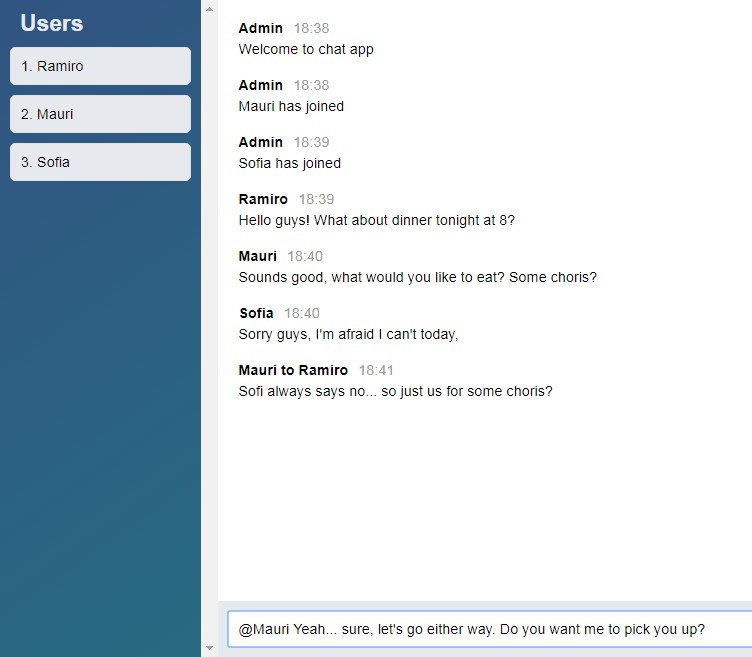 Users
1. Ramiro
2. Mauri
3. Sofia
Admin 18:38
Welcome to chat app
Admin 18:38
Mauri has joined
Admin 18:39
Sofia has joined
Ramiro 18:39
Hello guys! What about dinner tonight at 8?
Mauri 18:40
Sounds good, what would you like to eat? Some choris?
Sofia 18:40
Sorry guys, I'm afraid I can't today,
Mauri to Ramiro 18:41
Sofi always says no... so just us for some choris?
@Mauri Yeah... sure, let's go either way. Do you want me to pick you up?